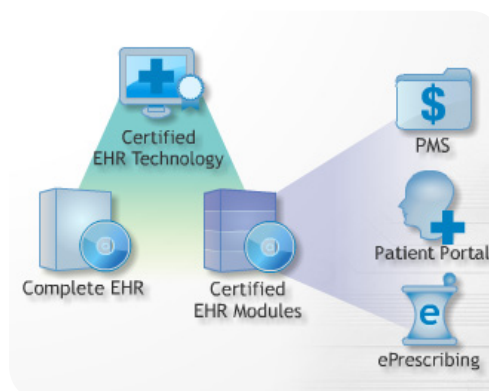 Certified
EHR Technology
Complete EHR
Certified
EHR Modules
$
PMS
Patient Portal
e
ePrescribing